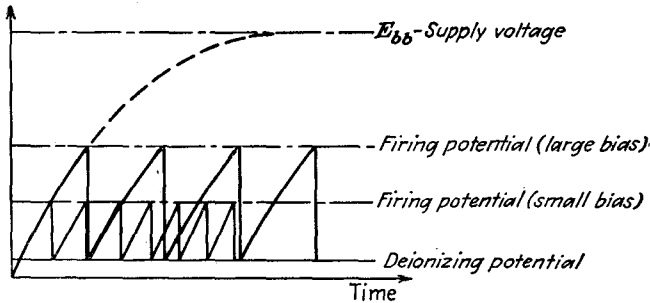 E_bb-Supply voltage
Firing potential (large bias)
Firing potential (small bias)
Deionizing potential
Time